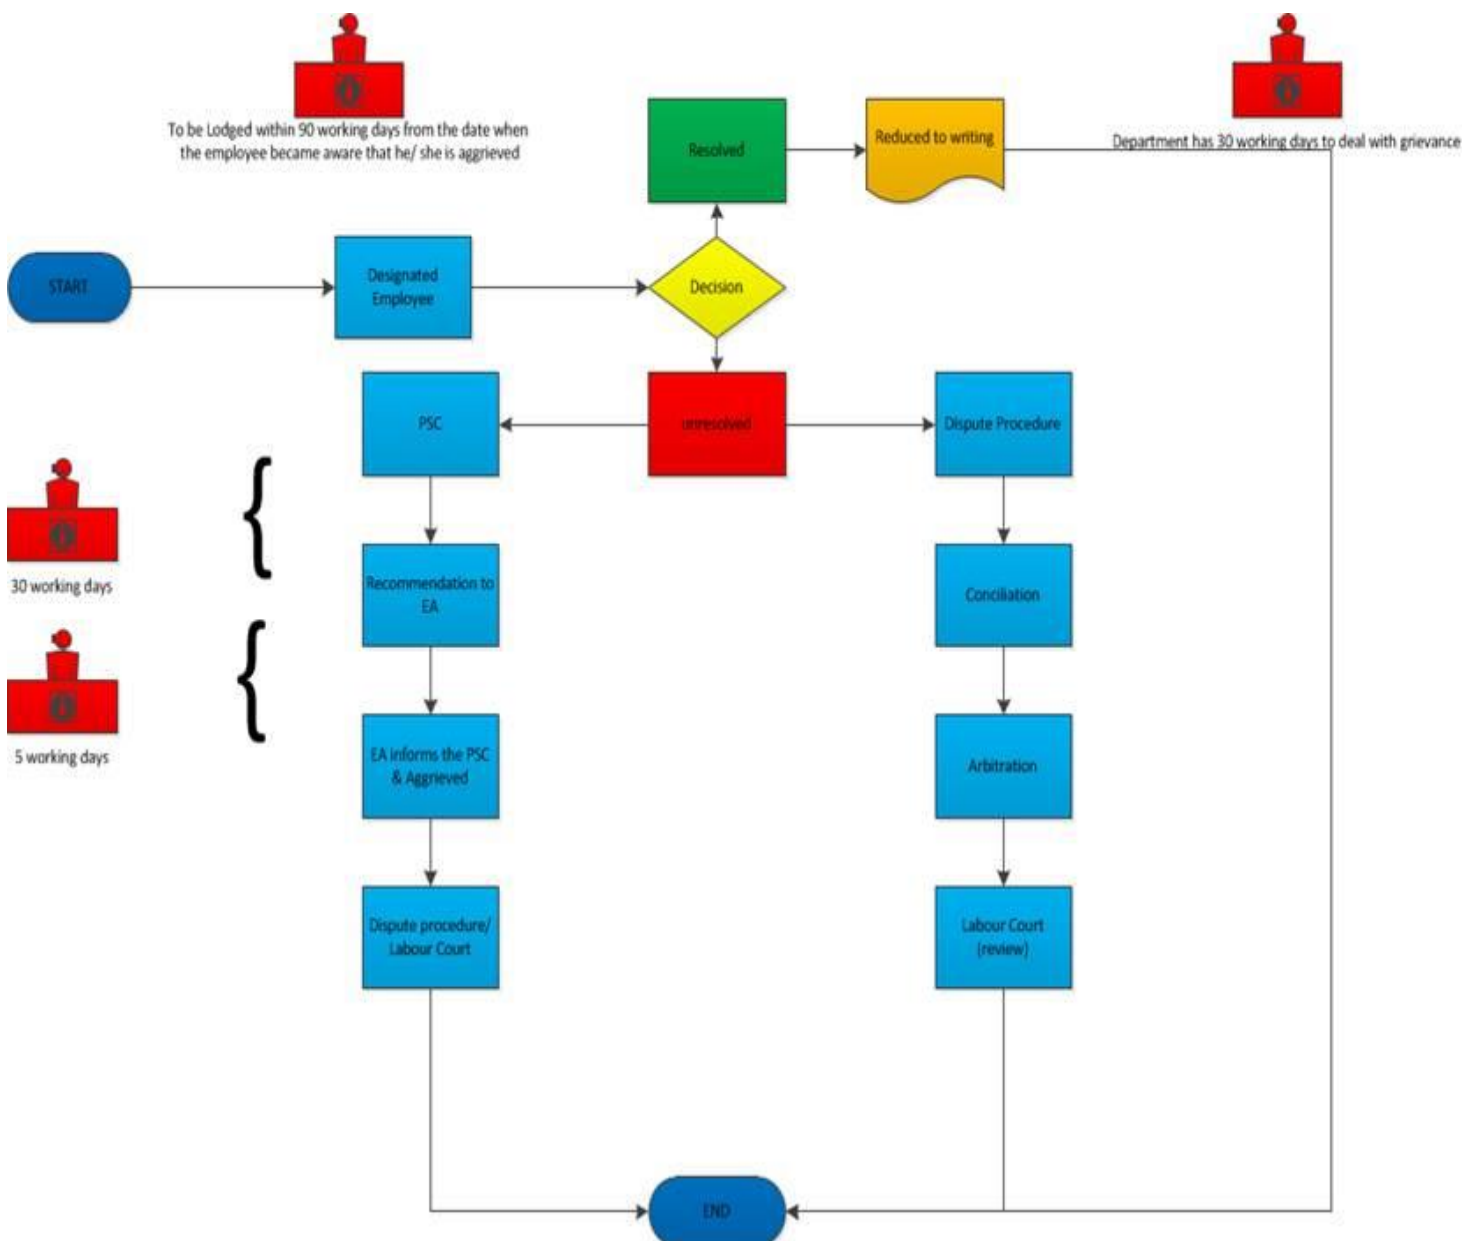 To be Lodged within 90 working days from the date when
the employee became aware that he/ she is aggrieved
Resolved
Reduced to writing
Department has 30 working days to deal with grievance
START
Designated
Employee
Decision
PSC
unresolved
Dispute Procedure
30 working days
Recommendation to
EA
Conciliation
5 working days
EA informs the PSC
& Aggrieved
Arbitration
Dispute procedure/
Labour Court
Labour Court
(review)
END